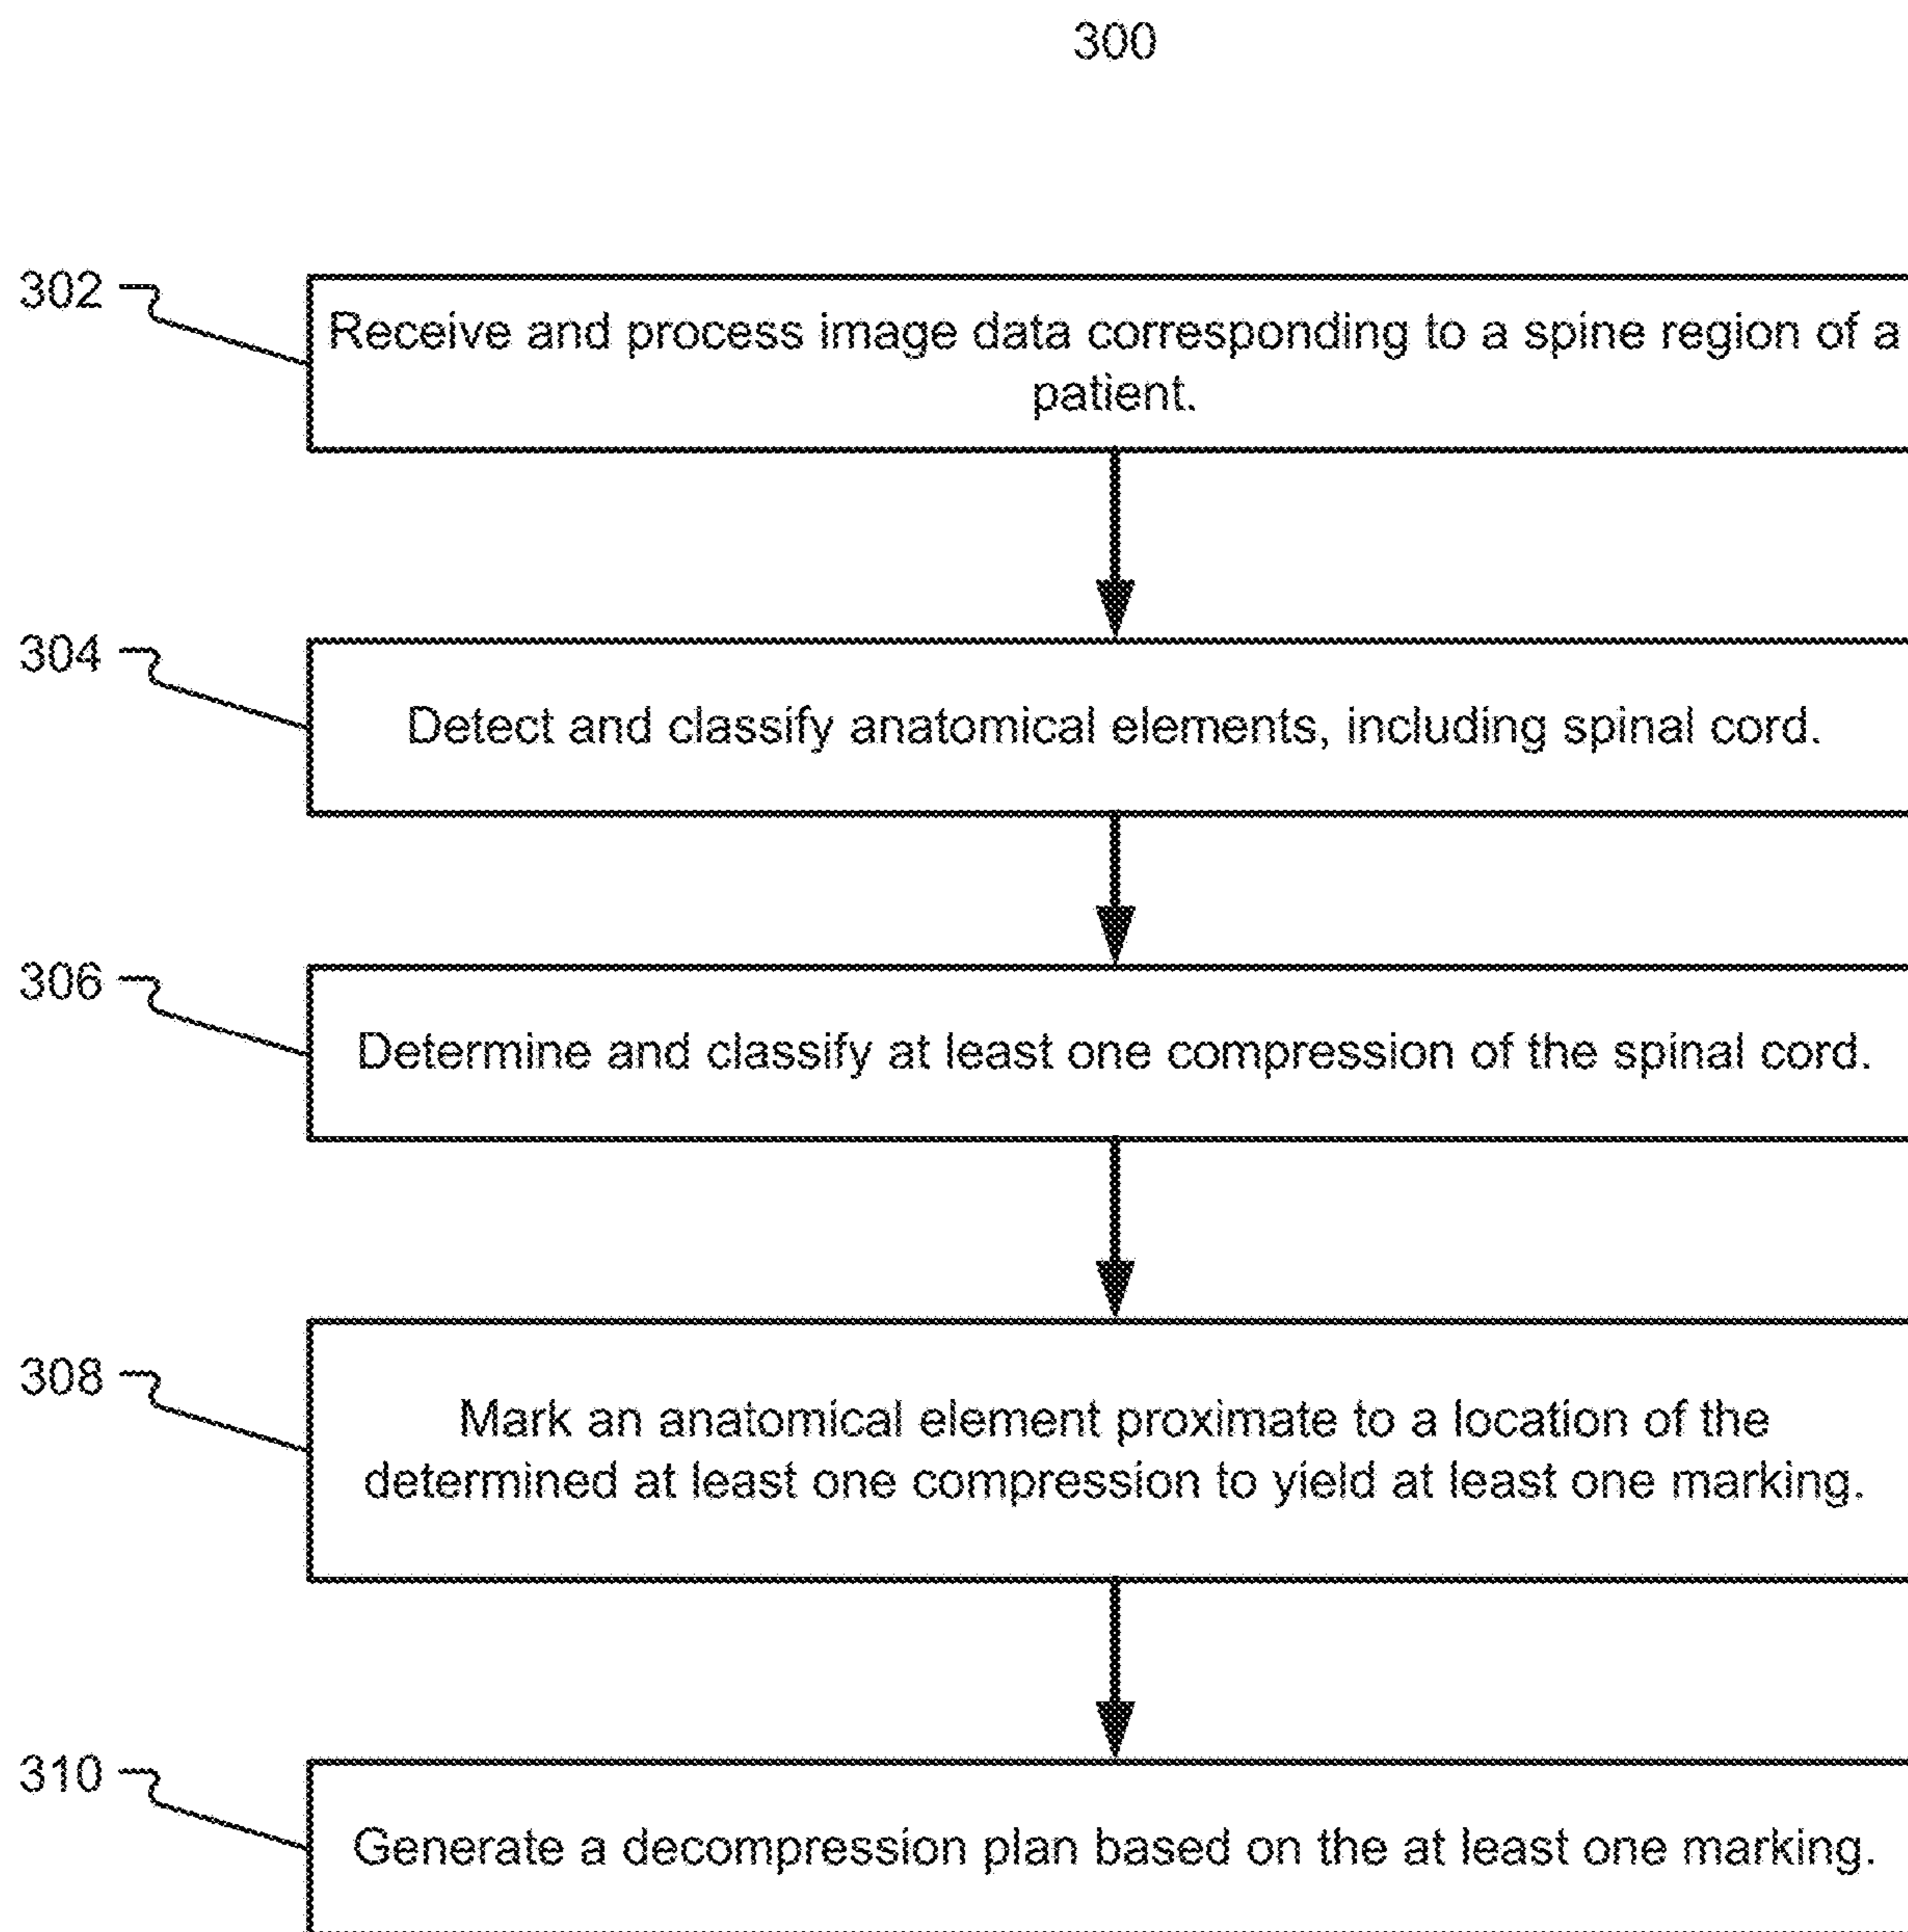 300
302
Receive and process image data corresponding to a spine region of a
patient.
304
Detect and classify anatomical elements, including spinal cord.
306
Determine and classify at least one compression of the spinal cord.
308
Mark an anatomical element proximate to a location of the
determined at least one compression to yield at least one marking.
310
Generate a decompression plan based on the at least one marking.